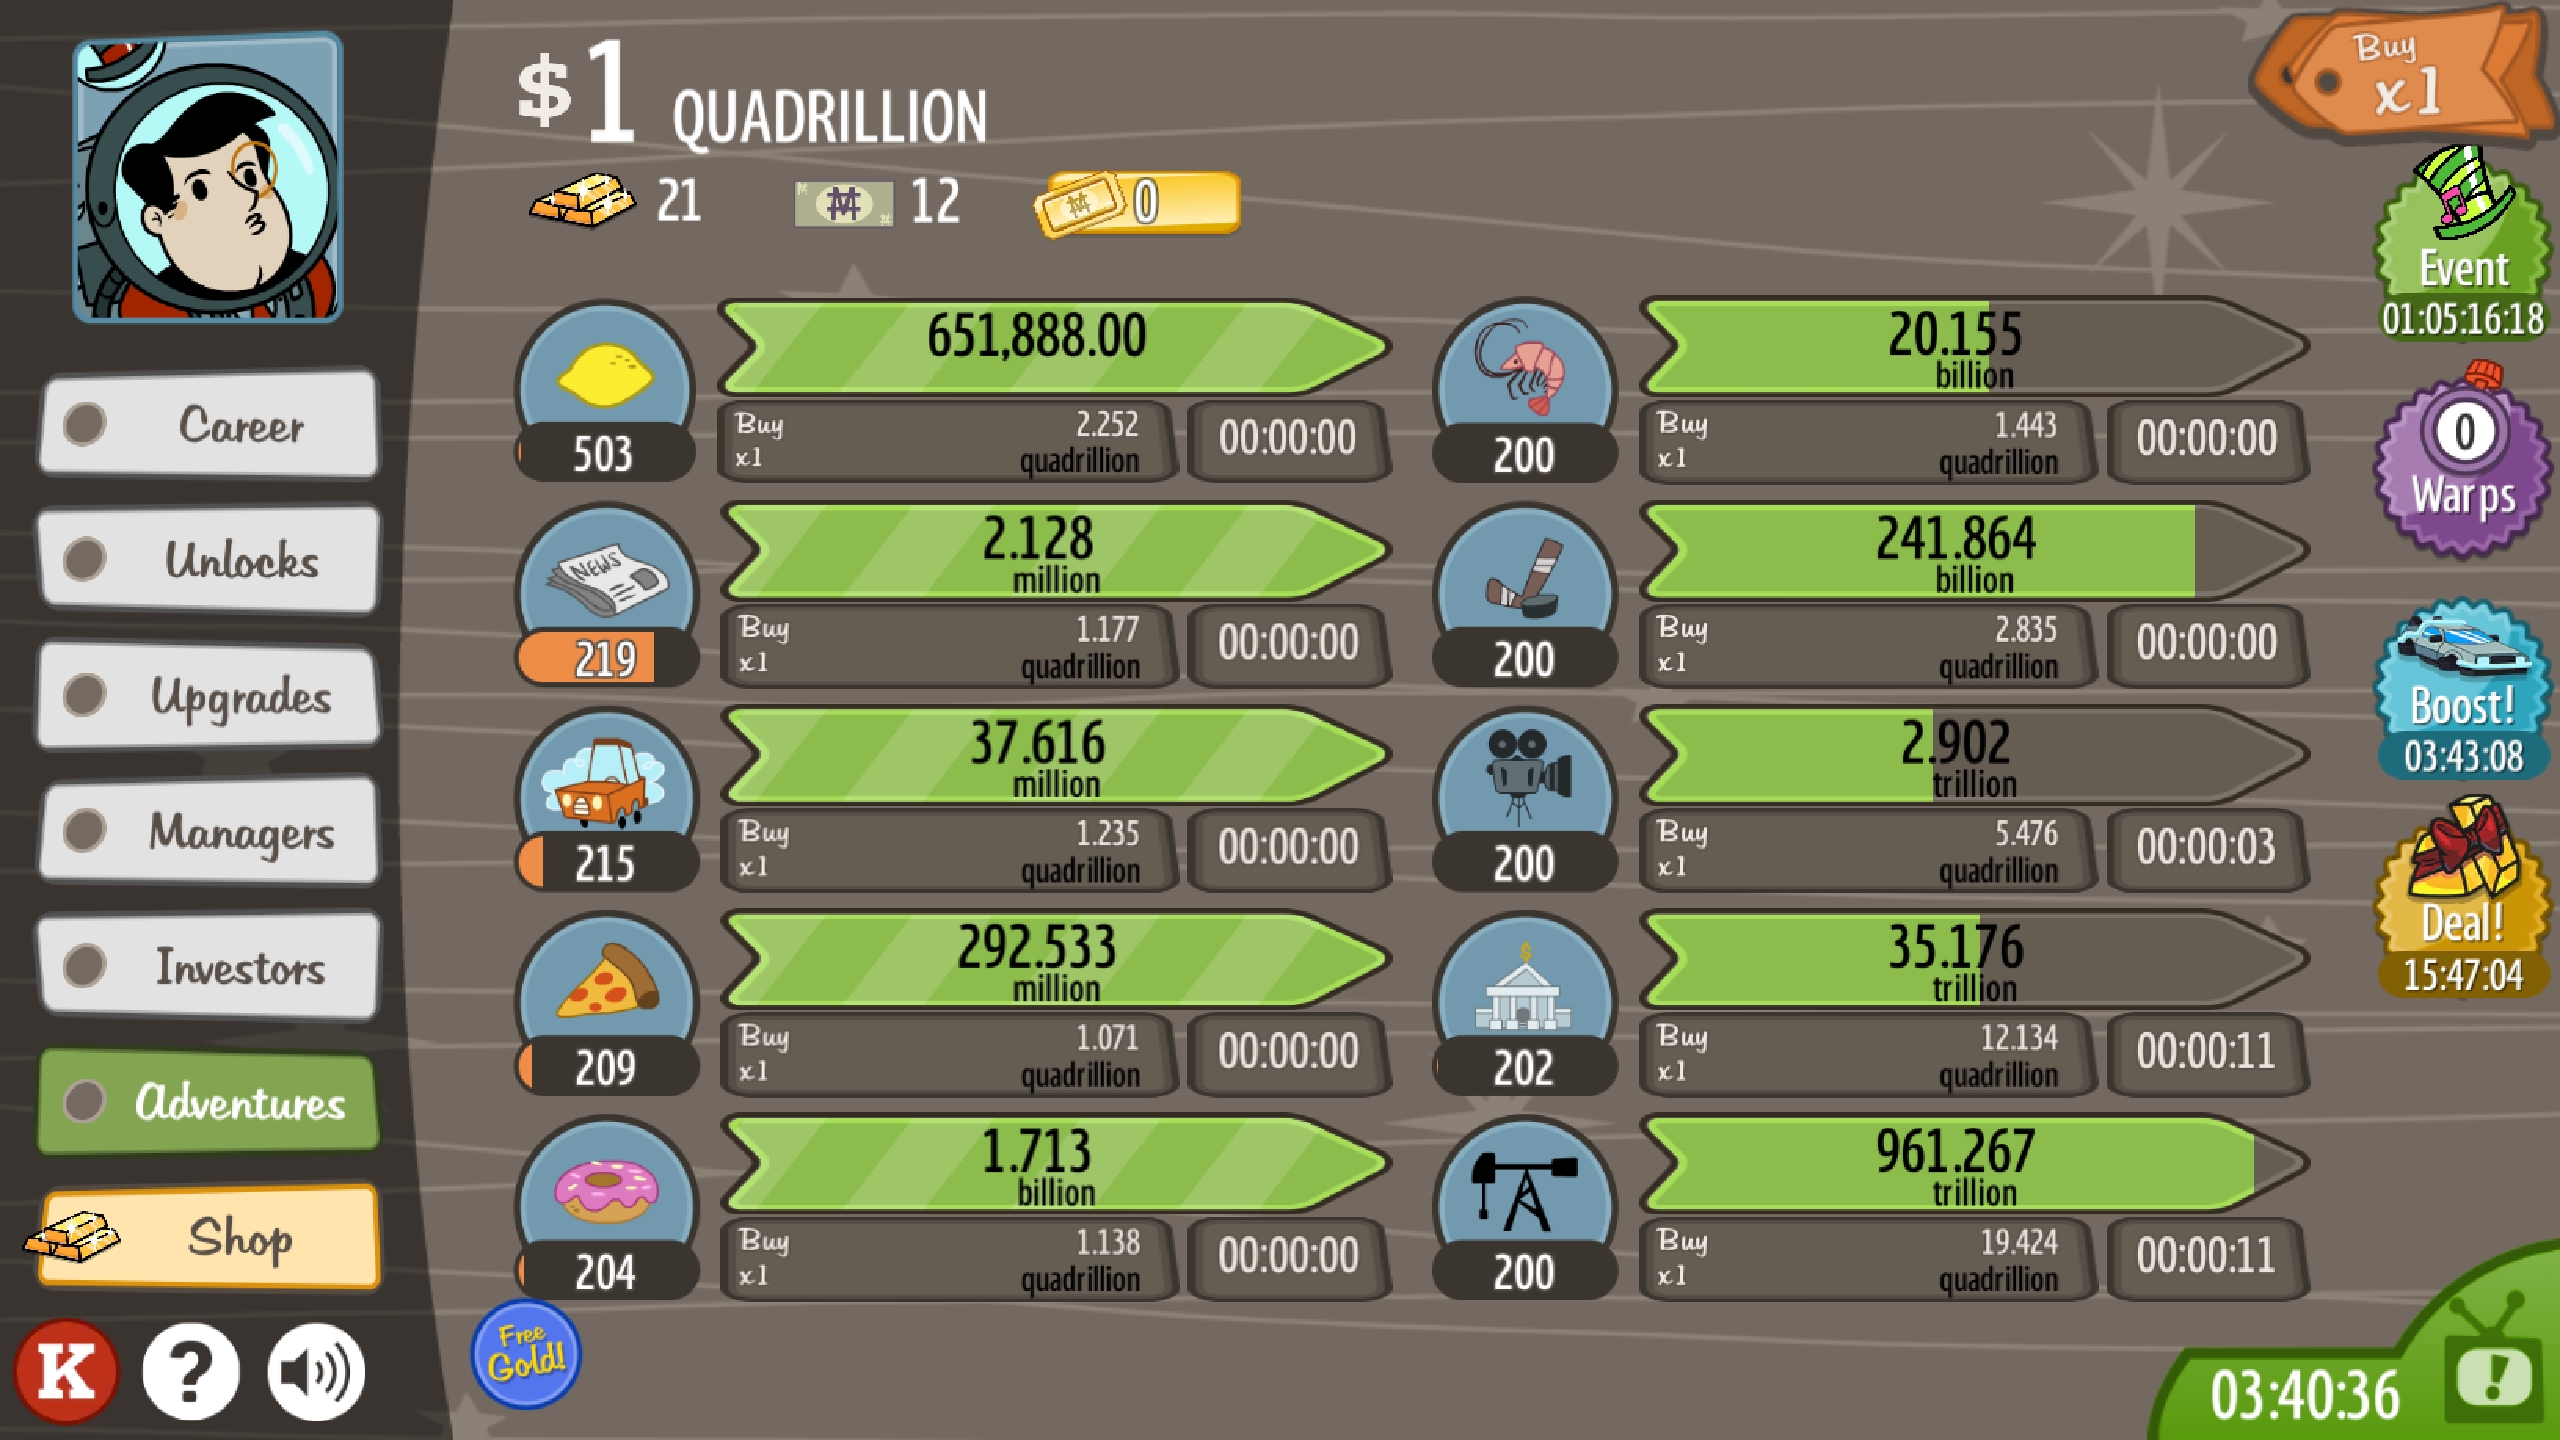 $1 QUADRILLION
21
12
0
Buy
x1
Career
Unlocks
Upgrades
Managers
Investors
Adventures
Shop
K
?
Free
Gold!
651,888.00
503
Buy
x1
2.252
quadrillion
00:00:00
NEWS
2.128
million
219
Buy
x1
1.177
quadrillion
00:00:00
37.616
million
215
Buy
x1
1.235
quadrillion
00:00:00
292.533
million
209
Buy
x1
1.071
quadrillion
00:00:00
1.713
billion
204
Buy
x1
1.138
quadrillion
00:00:00
20.155
billion
200
Buy
x1
1.443
quadrillion
00:00:00
241.864
billion
200
Buy
x1
2.835
quadrillion
00:00:00
2.902
trillion
200
Buy
x1
5.476
quadrillion
00:00:03
35.176
trillion
202
Buy
x1
12.134
quadrillion
00:00:11
961.267
trillion
200
Buy
x1
19.424
quadrillion
00:00:11
Event
01:05:16:18
0
Warps
Boost!
03:43:08
Deal!
15:47:04
03:40:36
!